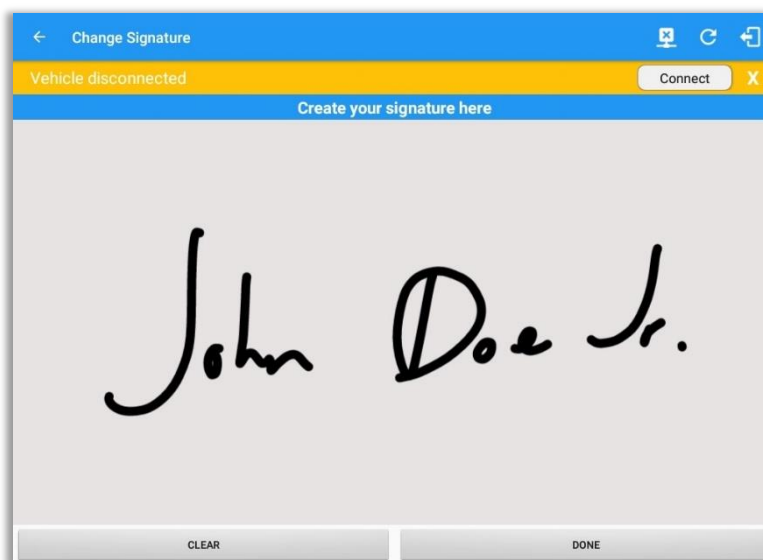 Change Signature
Vehicle disconnected Connect X
Create your signature here
John Doe Jr.
CLEAR DONE